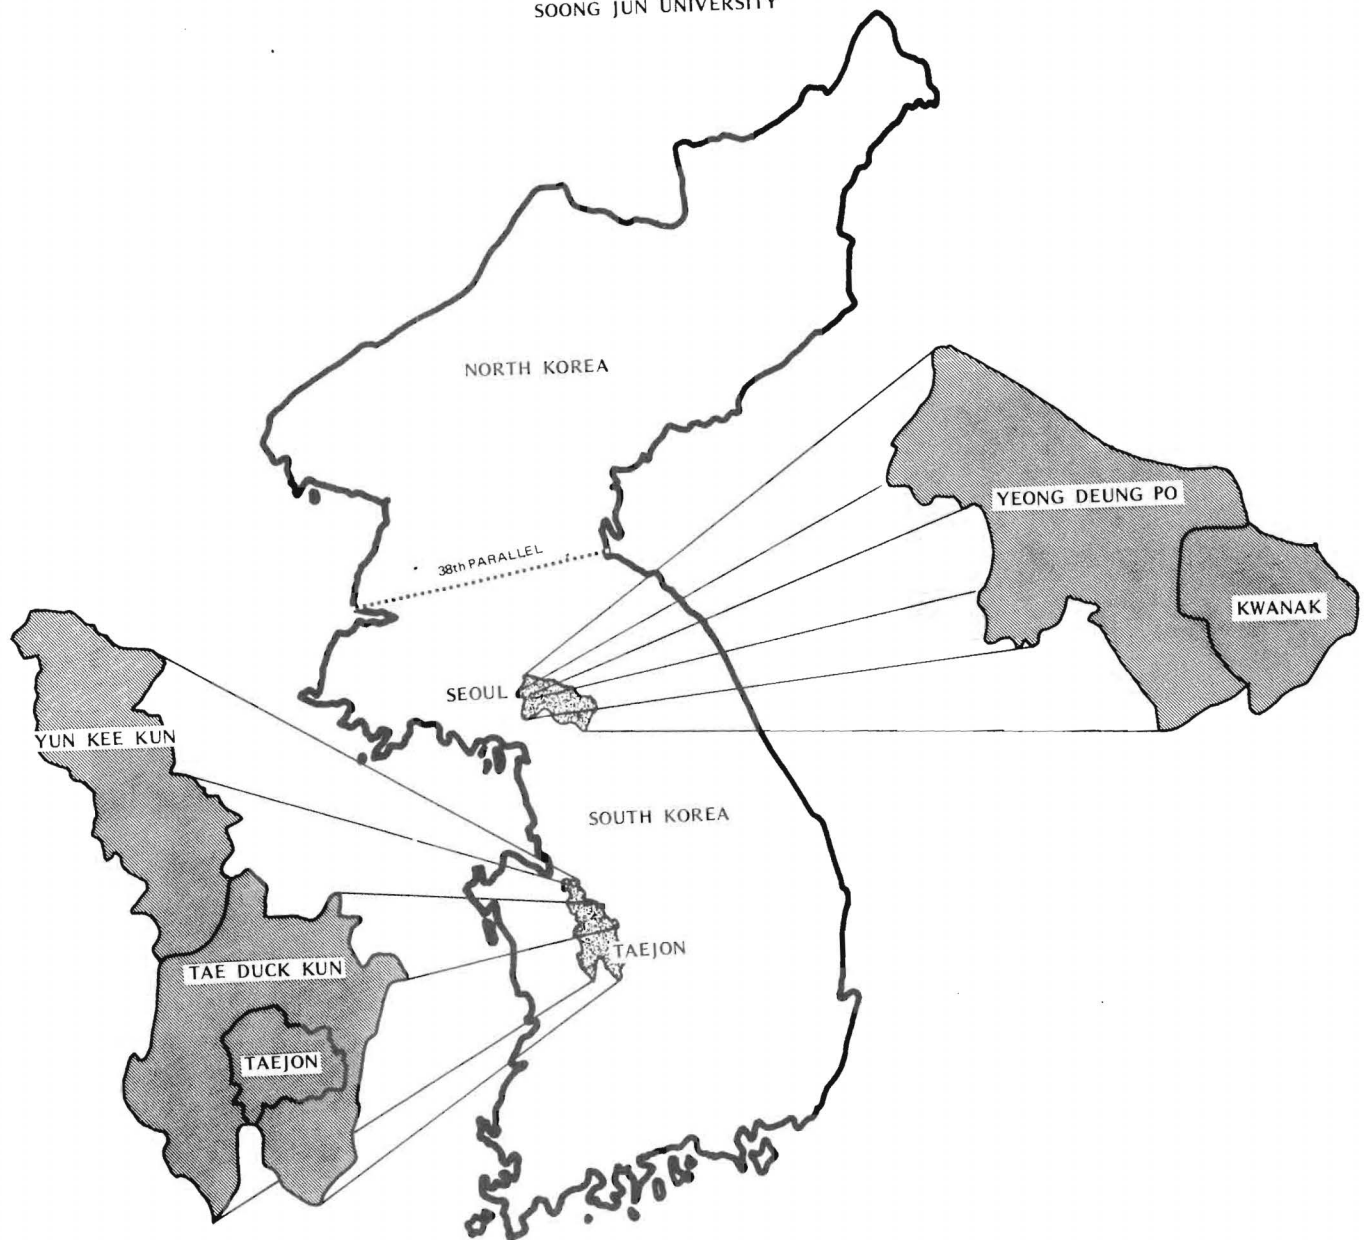 SOONG JUN UNIVERSITY
NORTH KOREA
YEONG DEUNG PO
38th PARALLEL
KWANAK
SEOUL
YUN KEE KUN
SOUTH KOREA
TAEJON
TAE DUCK KUN
TAEJON